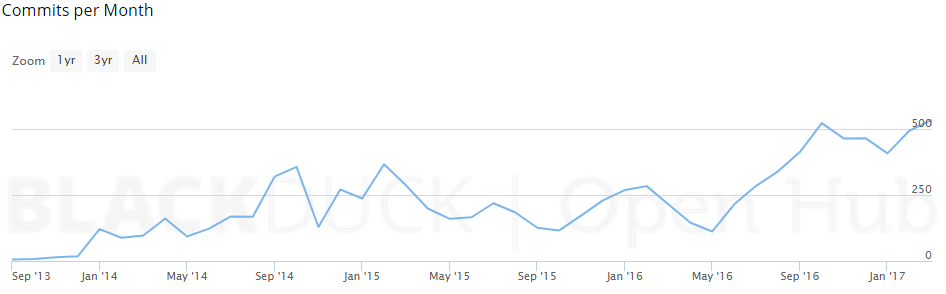 Commits per Month
Zoom 1yr 3yr All
500
250
BLACKDUCK | Open Hub
0
Sep '13 Jan '14 May '14 Sep '14 Jan '15 May '15 Sep '15 Jan '16 May '16 Sep '16 Jan '17